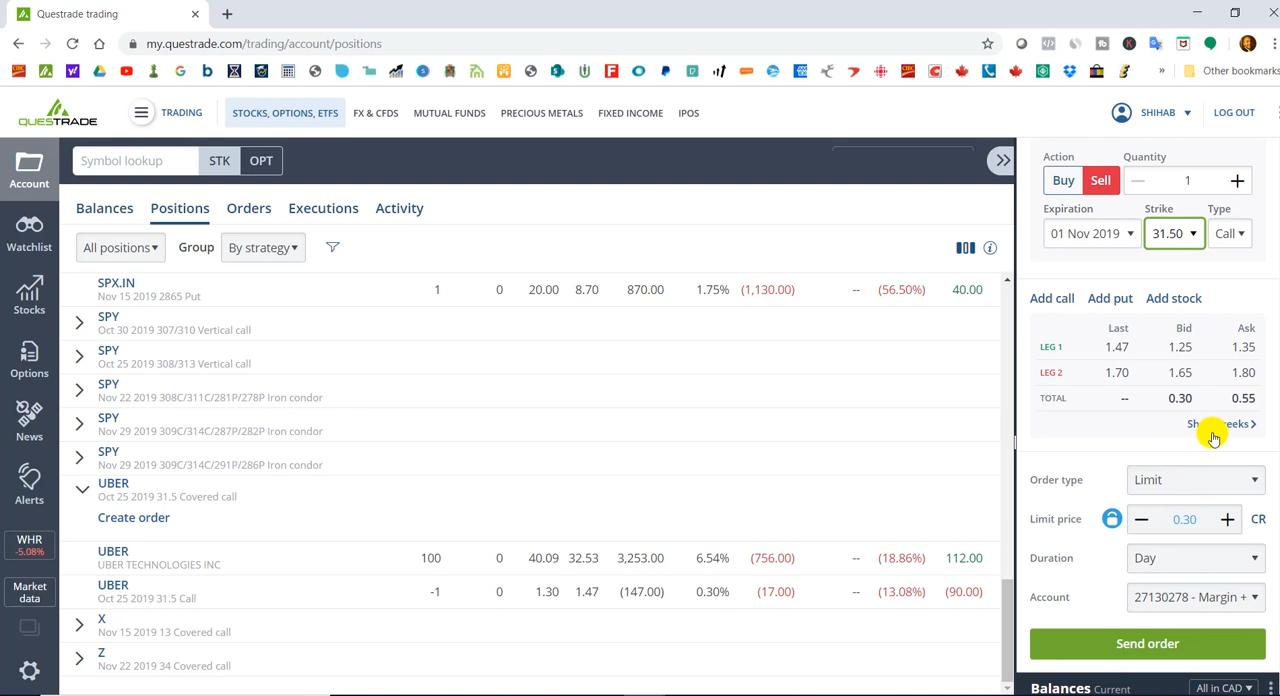 Questrade trading
my.questrade.com/trading/account/positions
Other bookmarks
QUESTRADE
TRADING
STOCKS, OPTIONS, ETFS
FX & CFDS
MUTUAL FUNDS
PRECIOUS METALS
FIXED INCOME
IPOS
SHIHAB
LOG OUT
Account
Watchlist
Stocks
Options
News
Alerts
WHR
-5.08%
Market
data
Symbol lookup
STK
OPT
Balances Positions Orders Executions Activity
All positions Group By strategy
SPX.IN
Nov 15 2019 2865 Put
1 0 20.00 8.70 870.00 1.75% (1,130.00) -- (56.50%) 40.00
SPY
Oct 30 2019 307/310 Vertical call
SPY
Oct 25 2019 308/313 Vertical call
SPY
Nov 22 2019 308C/311C/281P/278P Iron condor
SPY
Nov 29 2019 309C/314C/287P/282P Iron condor
SPY
Nov 29 2019 309C/314C/291P/286P Iron condor
UBER
Oct 25 2019 31.5 Covered call
Create order
UBER
UBER TECHNOLOGIES INC
100 0 40.09 32.53 3,253.00 6.54% (756.00) -- (18.86%) 112.00
UBER
Oct 25 2019 31.5 Call
-1 0 1.30 1.47 (147.00) 0.30% (17.00) -- (13.08%) (90.00)
X
Nov 15 2019 13 Covered call
Z
Nov 22 2019 34 Covered call
Action Quantity
Buy Sell 1
Expiration Strike Type
01 Nov 2019 31.50 Call
Add call Add put Add stock
Last Bid Ask
LEG 1 1.47 1.25 1.35
LEG 2 1.70 1.65 1.80
TOTAL -- 0.30 0.55
Order type Limit
Limit price 0.30 CR
Duration Day
Account 27130278 - Margin +
Send order
Balances Current All in CAD